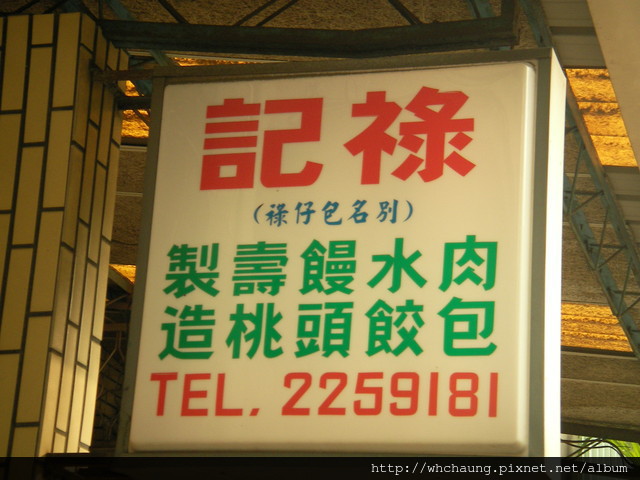 祿記
(祿仔包名別)
肉包
水餃
饅頭
壽桃
製造
TEL. 2259181
http://whchaung.pixnet.net/album